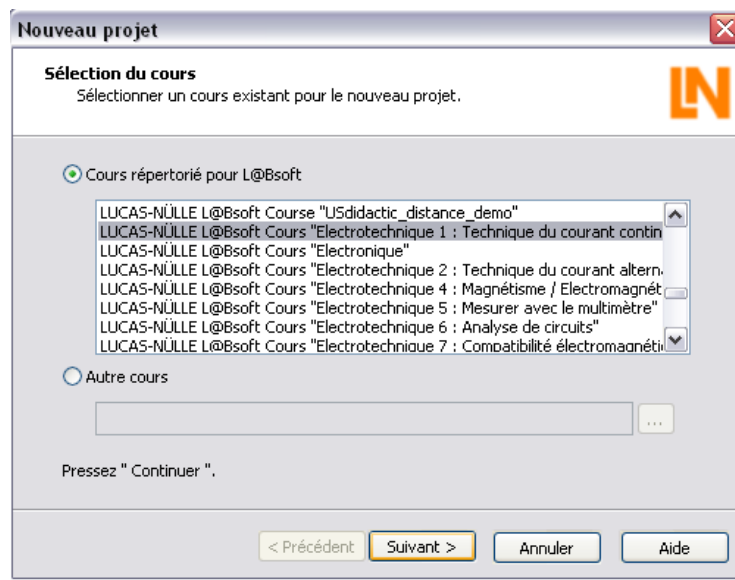 Nouveau projet
Sélection du cours
Sélectionner un cours existant pour le nouveau projet.
LN
Cours répertorié pour L@Bsoft
LUCAS-NÜLLE L@Bsoft Course "USdidactic_distance_demo"
LUCAS-NÜLLE L@Bsoft Cours "Electrotechnique 1 : Technique du courant contin
LUCAS-NÜLLE L@Bsoft Cours "Electronique"
LUCAS-NÜLLE L@Bsoft Cours "Electrotechnique 2 : Technique du courant altern
LUCAS-NÜLLE L@Bsoft Cours "Electrotechnique 4 : Magnétisme / Electromagnét
LUCAS-NÜLLE L@Bsoft Cours "Electrotechnique 5 : Mesurer avec le multimètre"
LUCAS-NÜLLE L@Bsoft Cours "Electrotechnique 6 : Analyse de circuits"
LUCAS-NÜLLE L@Bsoft Cours "Electrotechnique 7 : Compatibilité électromagnéti
Autre cours
...
Pressez " Continuer ".
< Précédent Suivant > Annuler Aide